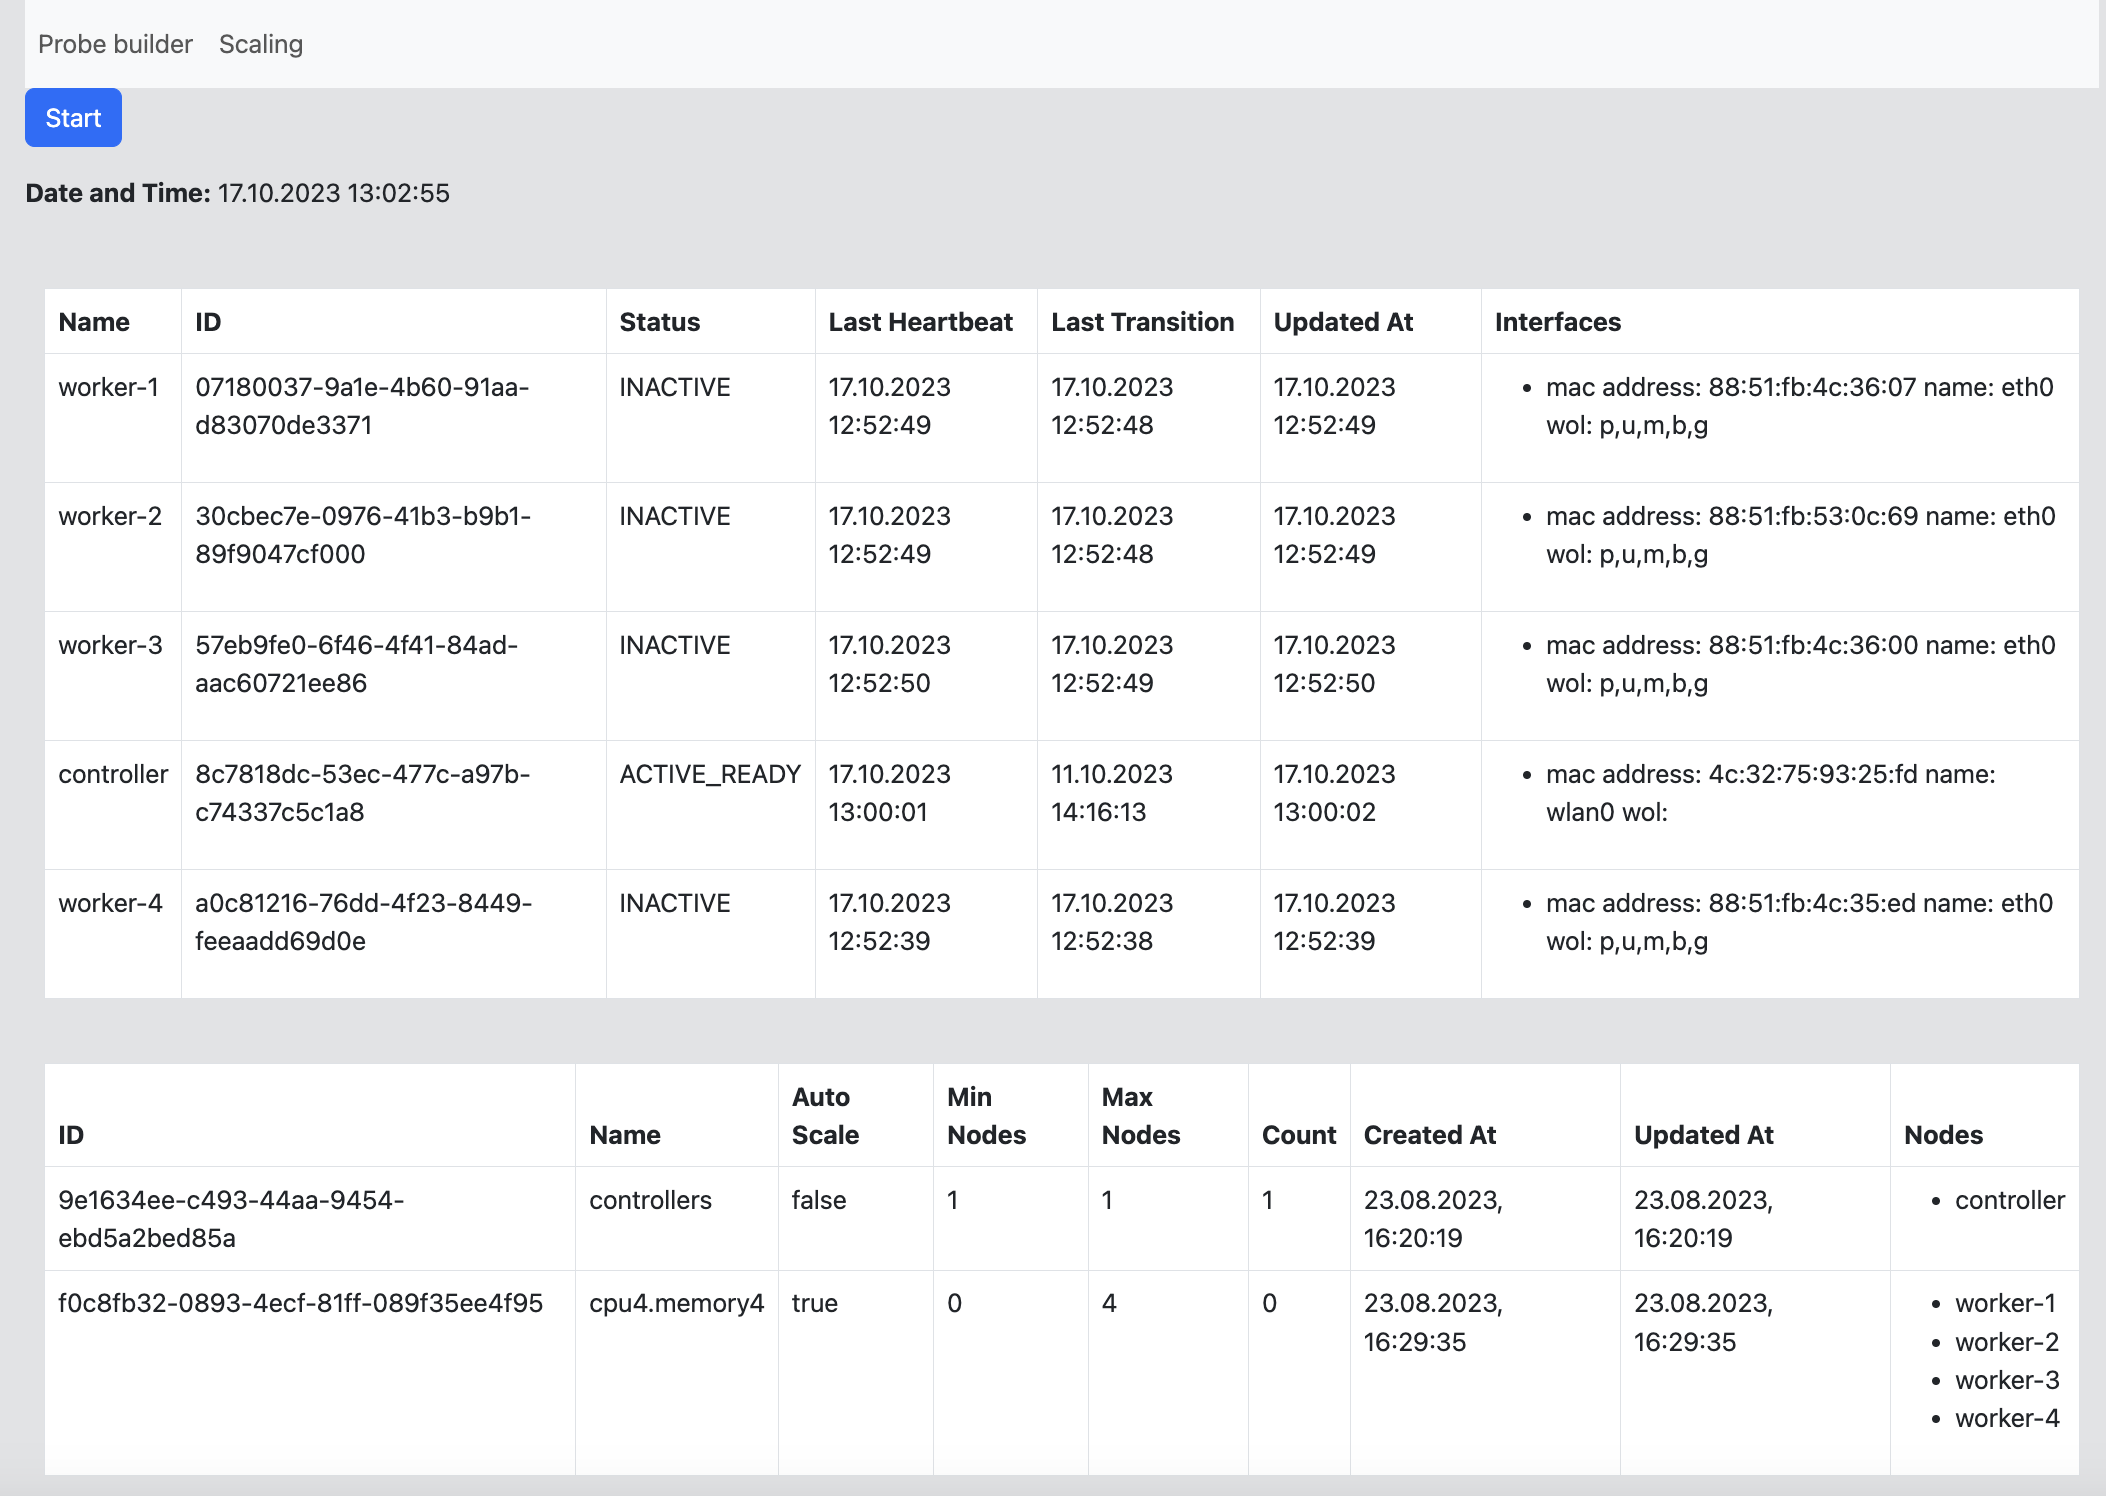 Probe builder Scaling
Start
Date and Time: 17.10.2023 13:02:55
Name ID Status Last Heartbeat Last Transition Updated At Interfaces
worker-1 07180037-9a1e-4b60-91aa- INACTIVE 17.10.2023 17.10.2023 17.10.2023 • mac address: 88:51:fb:4c:36:07 name: eth0
d83070de3371 12:52:49 12:52:48 12:52:49 wol: p,u,m,b,g
worker-2 30cbec7e-0976-41b3-b9b1- INACTIVE 17.10.2023 17.10.2023 17.10.2023 • mac address: 88:51:fb:53:0c:69 name: eth0
89f9047cf000 12:52:49 12:52:48 12:52:49 wol: p,u,m,b,g
worker-3 57eb9fe0-6f46-4f41-84ad- INACTIVE 17.10.2023 17.10.2023 17.10.2023 • mac address: 88:51:fb:4c:36:00 name: eth0
aac60721ee86 12:52:50 12:52:49 12:52:50 wol: p,u,m,b,g
controller 8c7818dc-53ec-477c-a97b- ACTIVE_READY 17.10.2023 11.10.2023 17.10.2023 • mac address: 4c:32:75:93:25:fd name:
c74337c5c1a8 13:00:01 14:16:13 13:00:02 wlan0 wol:
worker-4 a0c81216-76dd-4f23-8449- INACTIVE 17.10.2023 17.10.2023 17.10.2023 • mac address: 88:51:fb:4c:35:ed name: eth0
feeaadd69d0e 12:52:39 12:52:38 12:52:39 wol: p,u,m,b,g
Auto Min Max
ID Name Scale Nodes Nodes Count Created At Updated At Nodes
9e1634ee-c493-44aa-9454- controllers false 1 1 1 23.08.2023, 23.08.2023, • controller
ebd5a2bed85a 16:20:19 16:20:19
f0c8fb32-0893-4ecf-81ff-089f35ee4f95 cpu4.memory4 true 0 4 0 23.08.2023, 23.08.2023, • worker-1
16:29:35 16:29:35 • worker-2
• worker-3
• worker-4